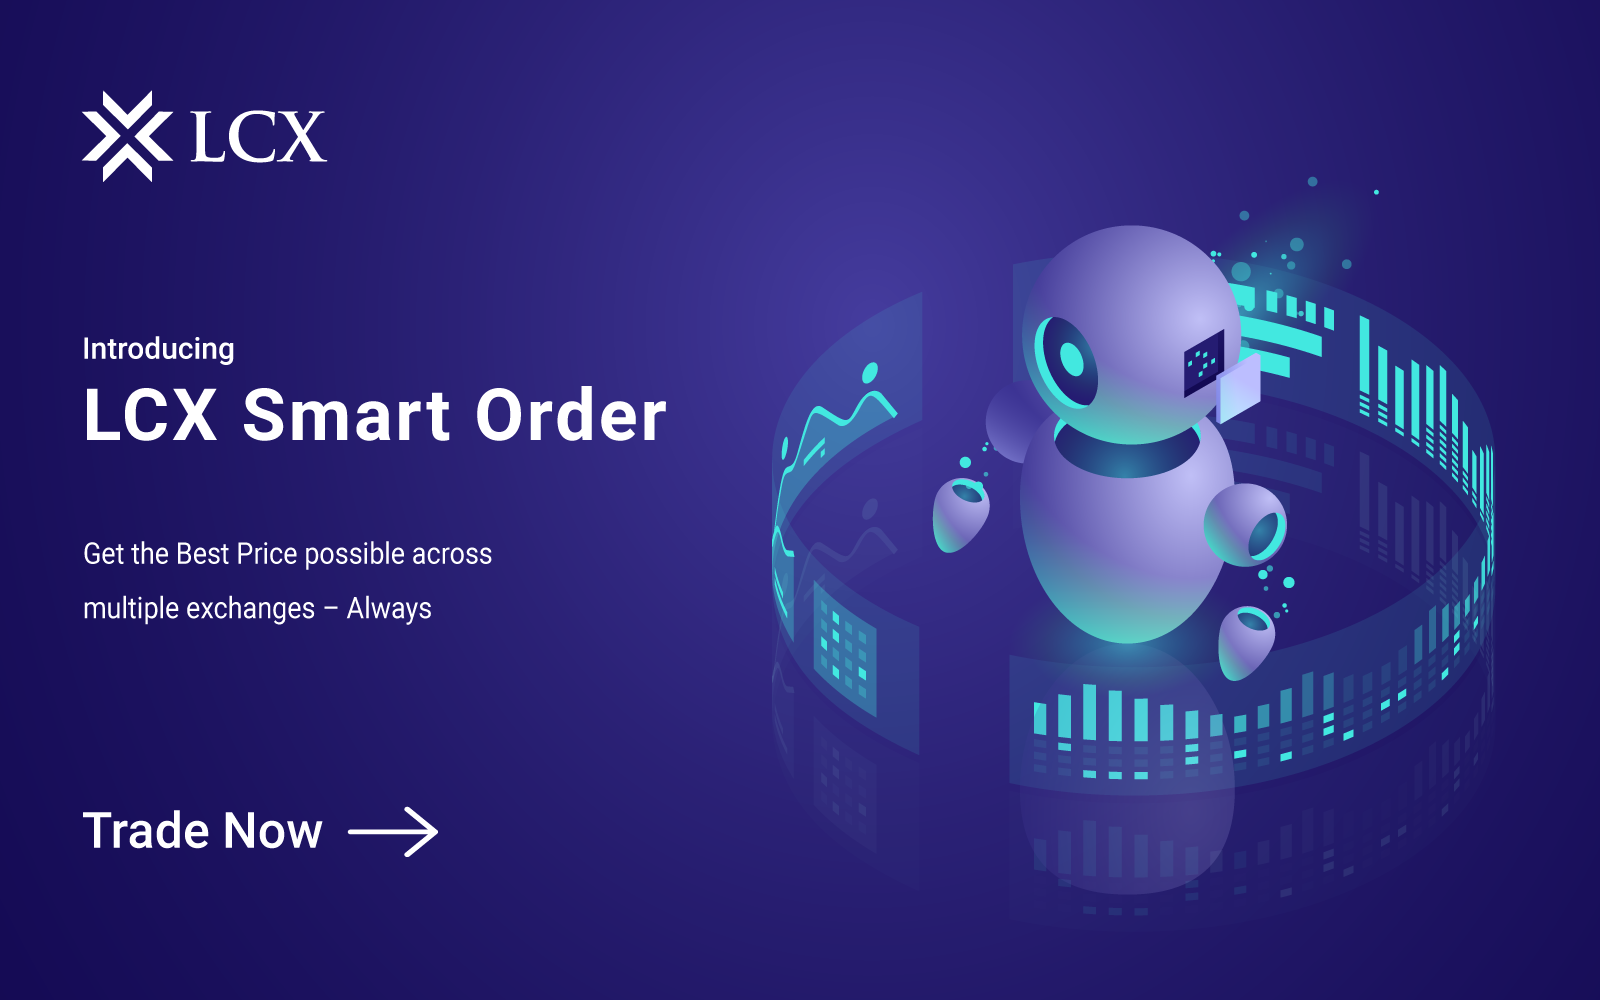 LCX
Introducing
LCX Smart Order
Get the Best Price possible across
multiple exchanges – Always
Trade Now